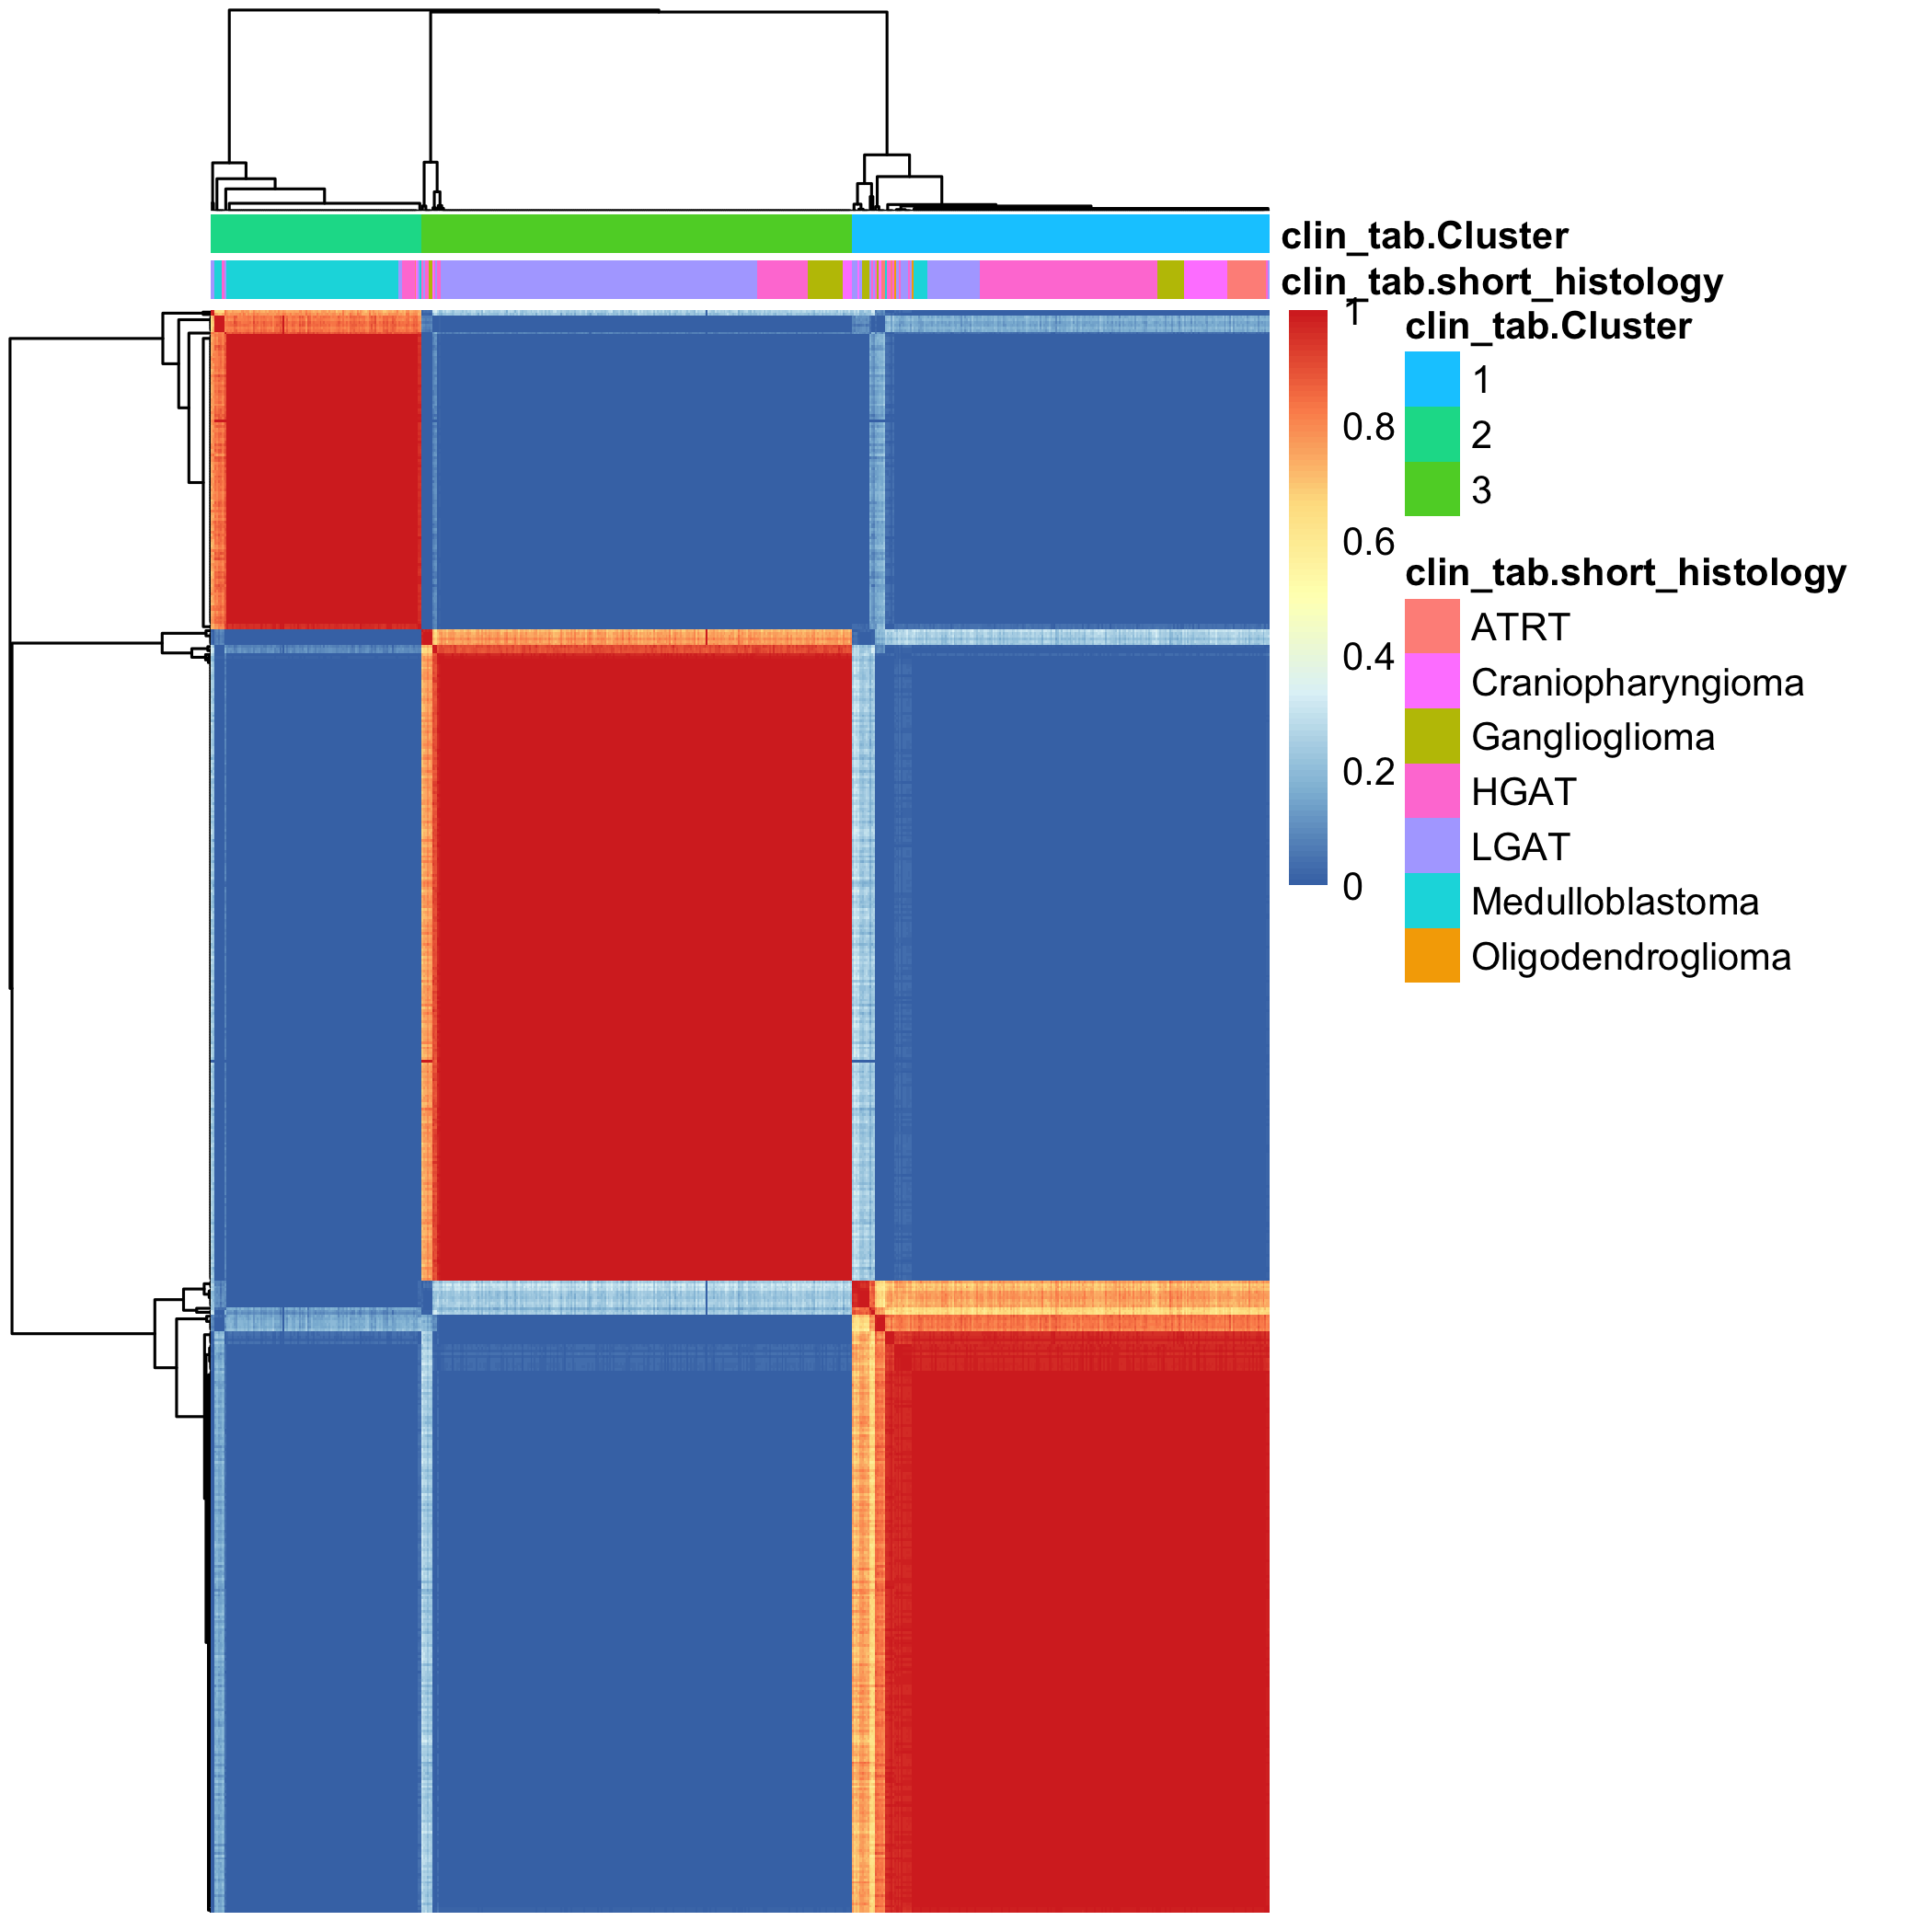 clin_tab.Cluster
clin_tab.short_histology
1
0.8
0.6
0.4
0.2
0
clin_tab.Cluster
1
2
3
clin_tab.short_histology
ATRT
Craniopharyngioma
Ganglioglioma
HGAT
LGAT
Medulloblastoma
Oligodendroglioma